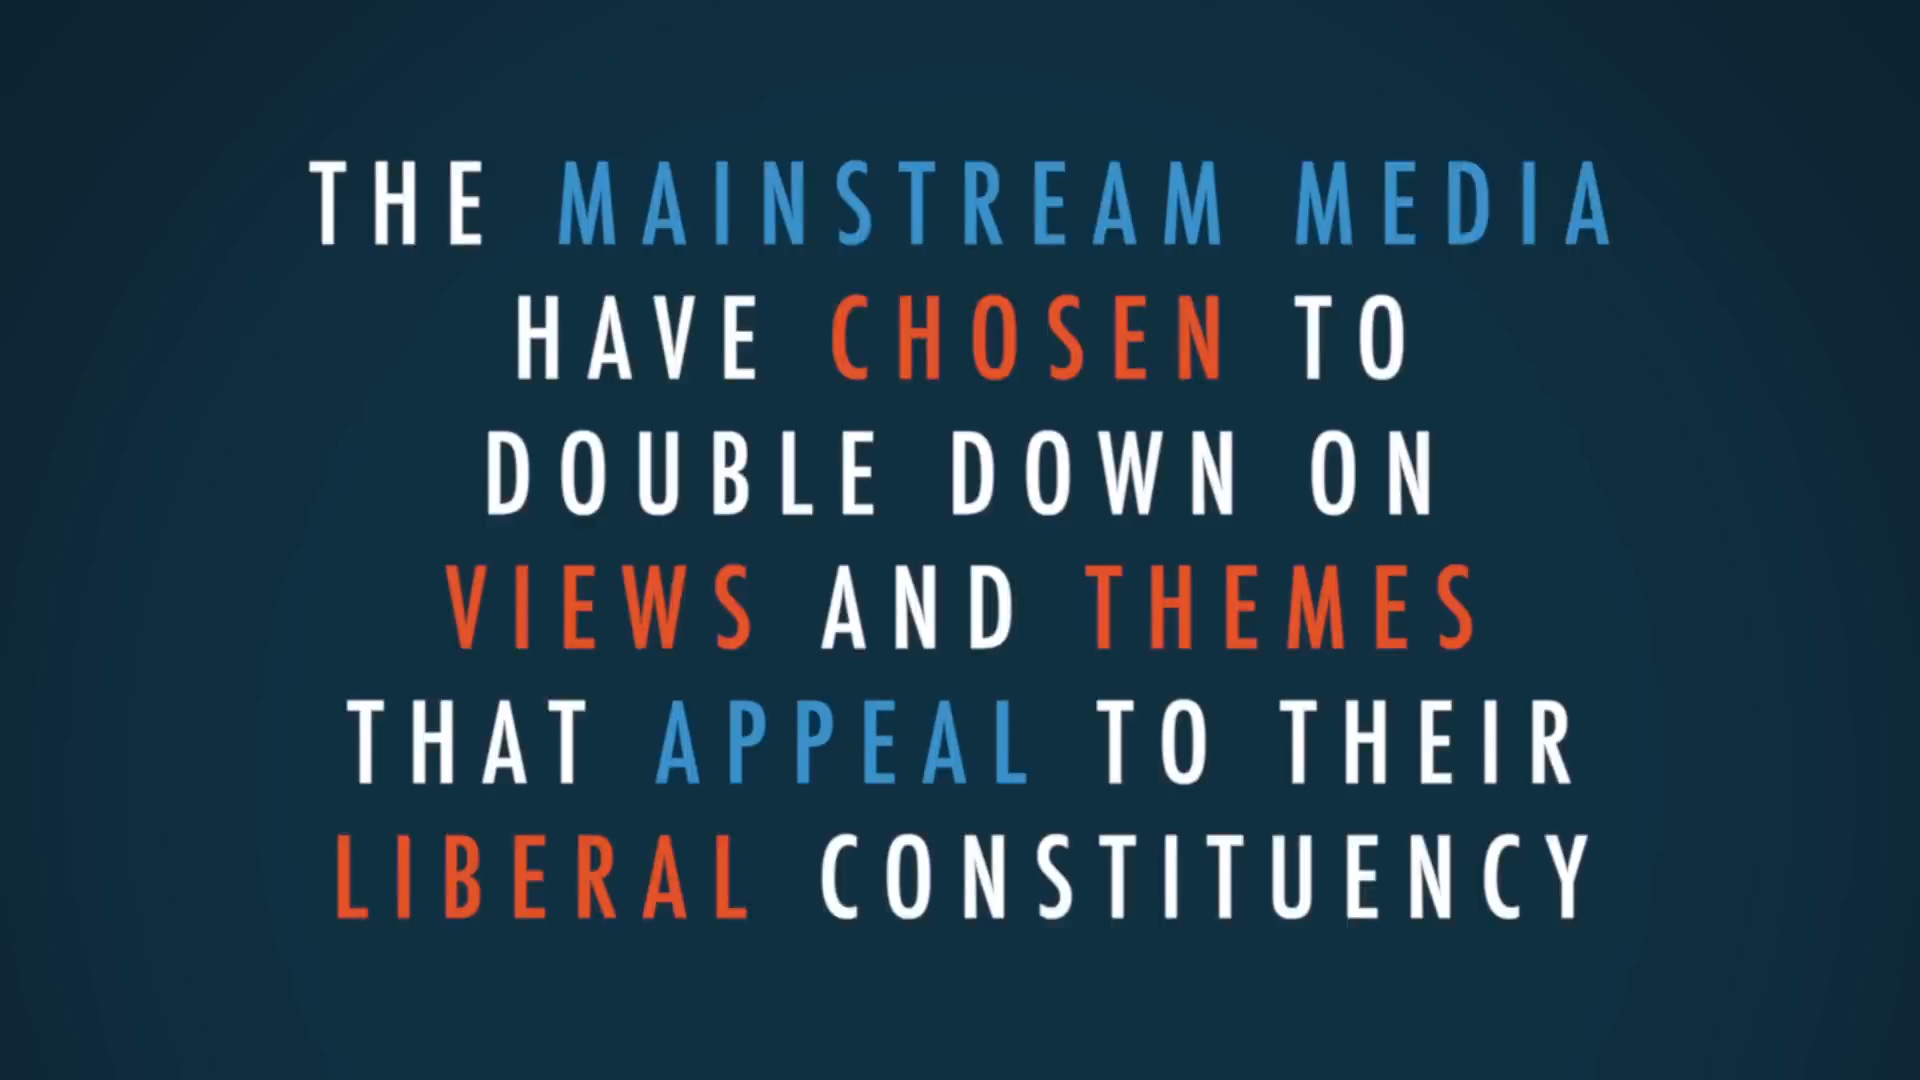 THE MAINSTREAM MEDIA
HAVE CHOSEN TO
DOUBLE DOWN ON
VIEWS AND THEMES
THAT APPEAL TO THEIR
LIBERAL CONSTITUENCY